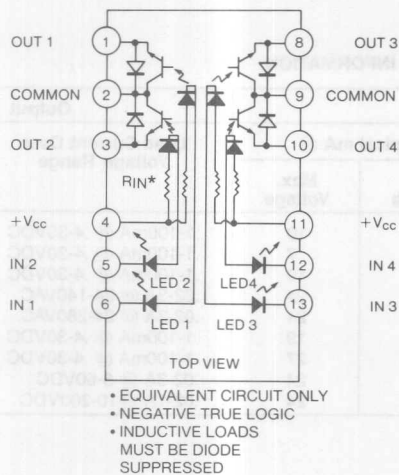 OUT 1
1
8
OUT 3
COMMON
2
9
COMMON
OUT 2
3
10
OUT 4
RIN*
+Vcc
4
11
+Vcc
IN 2
5
LED 2
LED4
12
IN 4
IN 1
6
LED 1
LED 3
13
IN 3
TOP VIEW
• EQUIVALENT CIRCUIT ONLY
• NEGATIVE TRUE LOGIC
• INDUCTIVE LOADS
MUST BE DIODE
SUPPRESSED